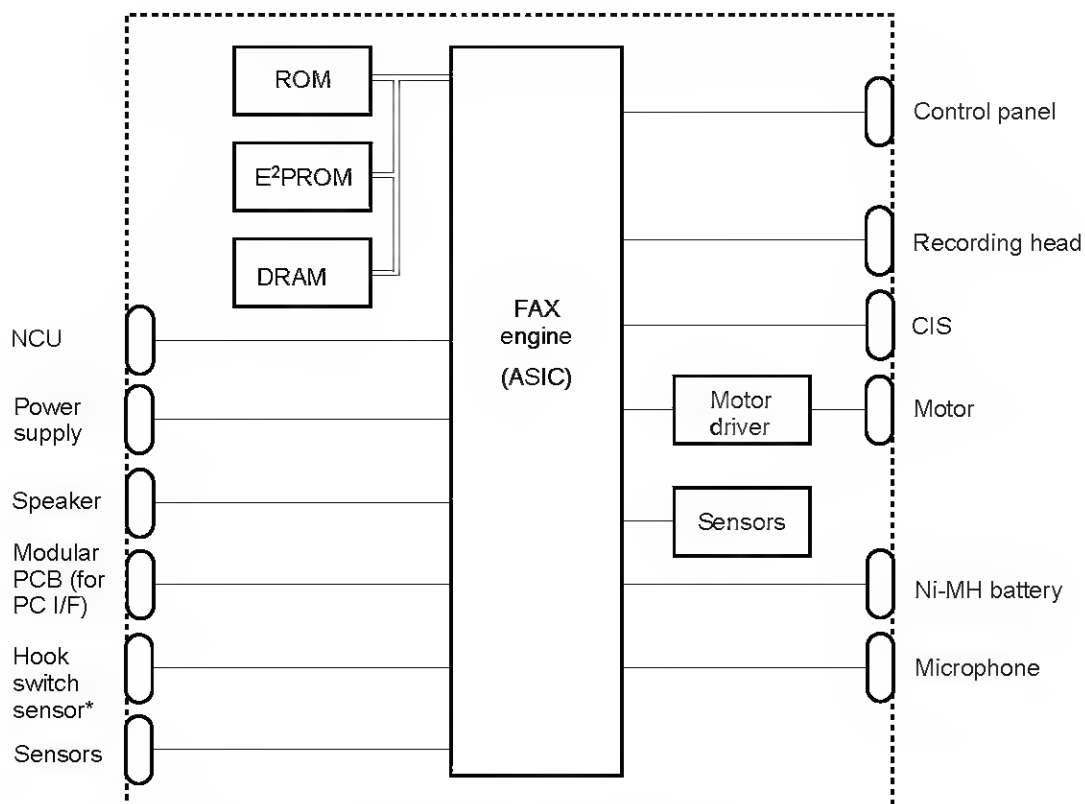 ROM
E²PROM
DRAM
FAX
engine
(ASIC)
NCU
Power
supply
Speaker
Modular
PCB (for
PC I/F)
Hook
switch
sensor*
Sensors
Motor
driver
Sensors
Control panel
Recording head
CIS
Motor
Ni-MH battery
Microphone